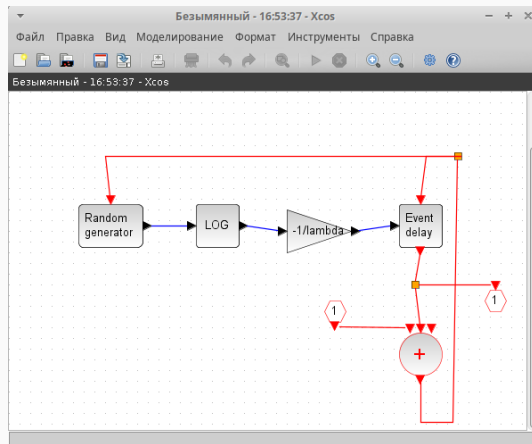 Безымянный - 16:53:37 - Xcos
Файл Правка Вид Моделирование Формат Инструменты Справка
Безымянный - 16:53:37 - Xcos
Random
generator
LOG
-1/lambda
Event
delay
1
1
+